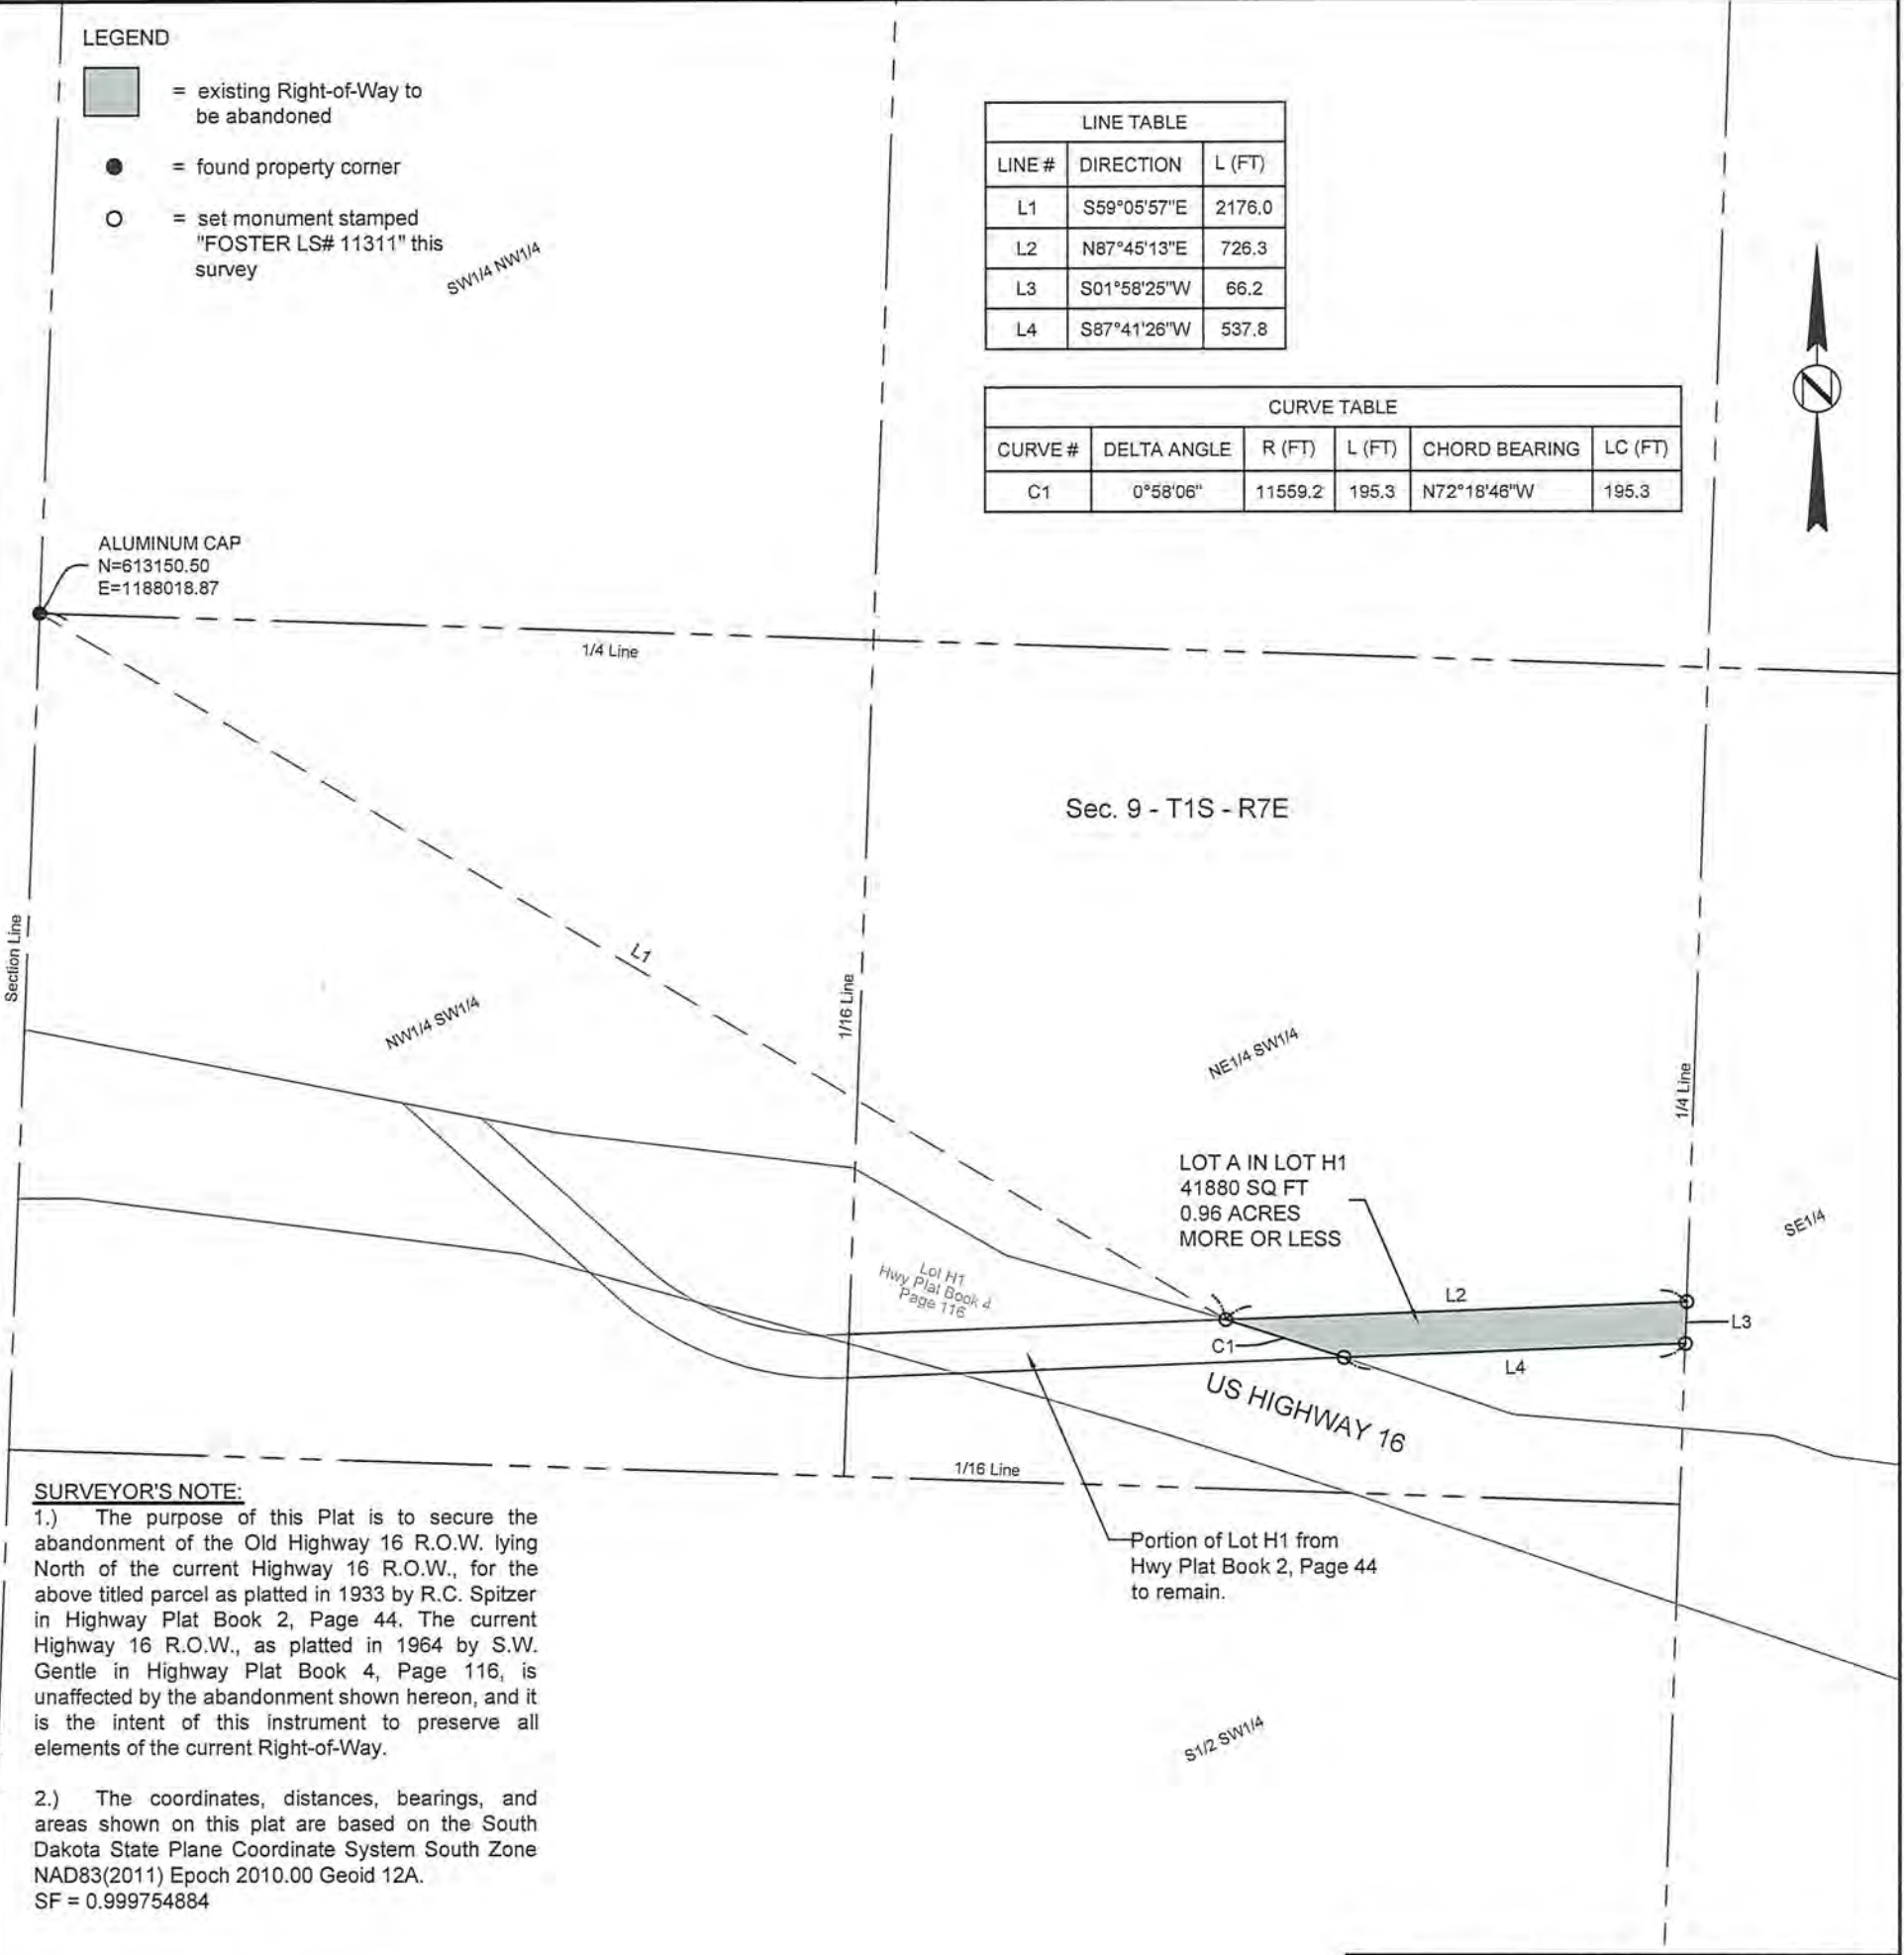 LEGEND
= existing Right-of-Way to
be abandoned
= found property corner
= set monument stamped
"FOSTER LS# 11311" this
survey
SW1/4 NW1/4
LINE TABLE
LINE # DIRECTION L (FT)
L1 S59°05'57"E 2176.0
L2 N87°45'13"E 726.3
L3 S01°58'25"W 66.2
L4 S87°41'26"W 537.8
CURVE TABLE
CURVE # DELTA ANGLE R (FT) L (FT) CHORD BEARING LC (FT)
C1 0°58'06" 11559.2 195.3 N72°18'46"W 195.3
N
ALUMINUM CAP
N=613150.50
E=1188018.87
1/4 Line
Sec. 9 - T1S - R7E
Section Line
L1
1/16 Line
NW1/4 SW1/4
NE1/4 SW1/4
1/4 Line
LOT A IN LOT H1
41880 SQ FT
0.96 ACRES
MORE OR LESS
SE1/4
Lot H1
Hwy Plat Book 4
Page 116
L2
L3
C1
L4
US HIGHWAY 16
1/16 Line
Portion of Lot H1 from
Hwy Plat Book 2, Page 44
to remain.
S1/2 SW1/4
SURVEYOR'S NOTE:
1.) The purpose of this Plat is to secure the
abandonment of the Old Highway 16 R.O.W. lying
North of the current Highway 16 R.O.W., for the
above titled parcel as platted in 1933 by R.C. Spitzer
in Highway Plat Book 2, Page 44. The current
Highway 16 R.O.W., as platted in 1964 by S.W.
Gentle in Highway Plat Book 4, Page 116, is
unaffected by the abandonment shown hereon, and it
is the intent of this instrument to preserve all
elements of the current Right-of-Way.
2.) The coordinates, distances, bearings, and
areas shown on this plat are based on the South
Dakota State Plane Coordinate System South Zone
NAD83(2011) Epoch 2010.00 Geoid 12A.
SF = 0.999754884